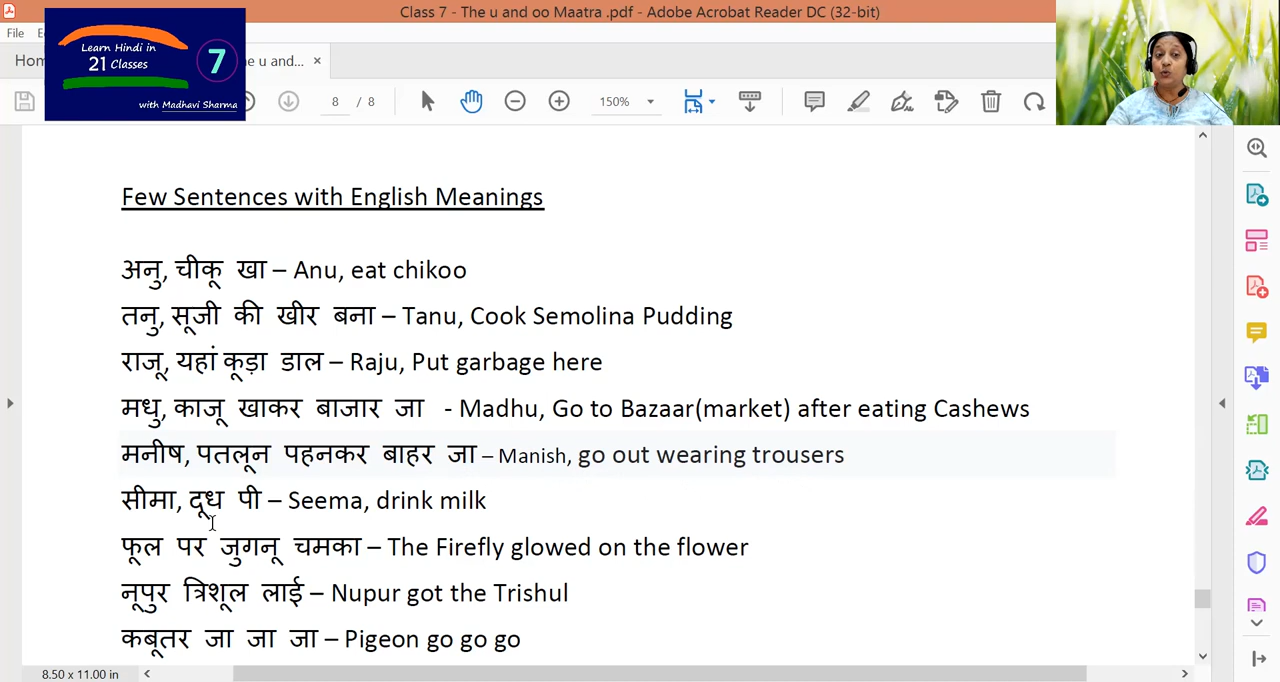 Class 7 - The u and oo Maatra .pdf - Adobe Acrobat Reader DC (32-bit)
File
Learn Hindi in
21 Classes
7
with Madhavi Sharma
he u and... ×
8 / 8
150%
Few Sentences with English Meanings
अनु, चीकू खा – Anu, eat chikoo
तनु, सूजी की खीर बना – Tanu, Cook Semolina Pudding
राजू, यहां कूड़ा डाल – Raju, Put garbage here
मधु, काजू खाकर बाजार जा - Madhu, Go to Bazaar(market) after eating Cashews
मनीष, पतलून पहनकर बाहर जा – Manish, go out wearing trousers
सीमा, दूध पी – Seema, drink milk
फूल पर जुगनू चमका – The Firefly glowed on the flower
नूपुर त्रिशूल लाई – Nupur got the Trishul
कबूतर जा जा जा – Pigeon go go go
8.50 x 11.00 in